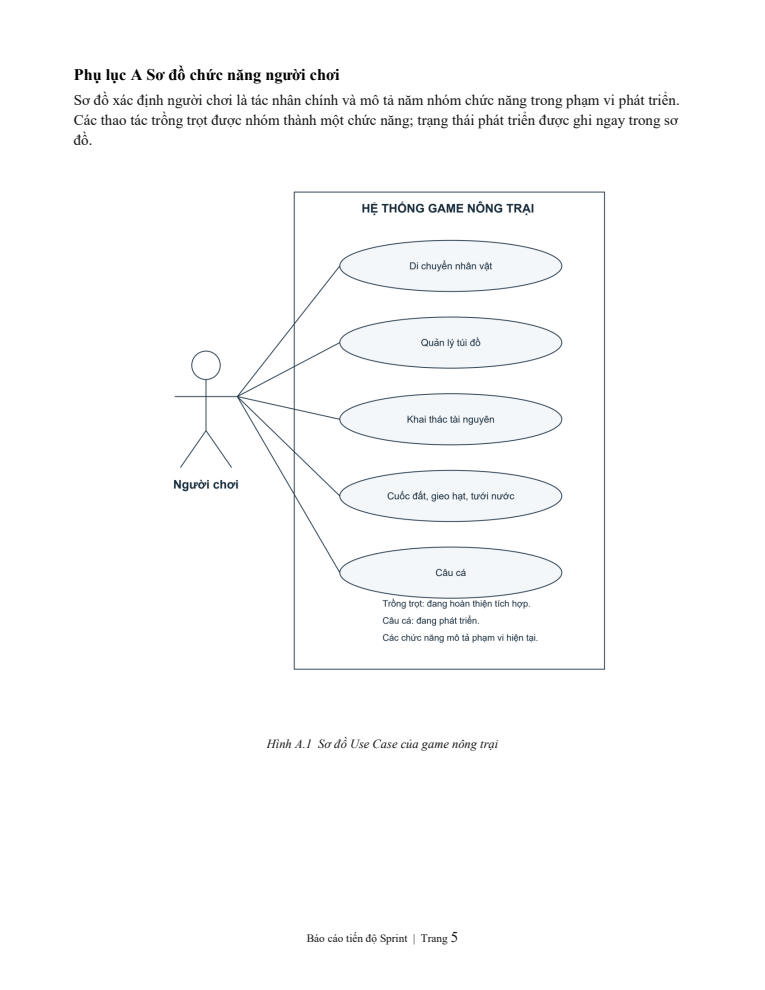 Phụ lục A Sơ đồ chức năng người chơi
Sơ đồ xác định người chơi là tác nhân chính và mô tả năm nhóm chức năng trong phạm vi phát triển.
Các thao tác trồng trọt được nhóm thành một chức năng; trạng thái phát triển được ghi ngay trong sơ
đồ.
HỆ THỐNG GAME NÔNG TRẠI
Di chuyển nhân vật
Quản lý túi đồ
Khai thác tài nguyên
Cuốc đất, gieo hạt, tưới nước
Câu cá
Người chơi
Trồng trọt: đang hoàn thiện tích hợp.
Câu cá: đang phát triển.
Các chức năng mô tả phạm vi hiện tại.
Hình A.1 Sơ đồ Use Case của game nông trại
Báo cáo tiến độ Sprint | Trang 5